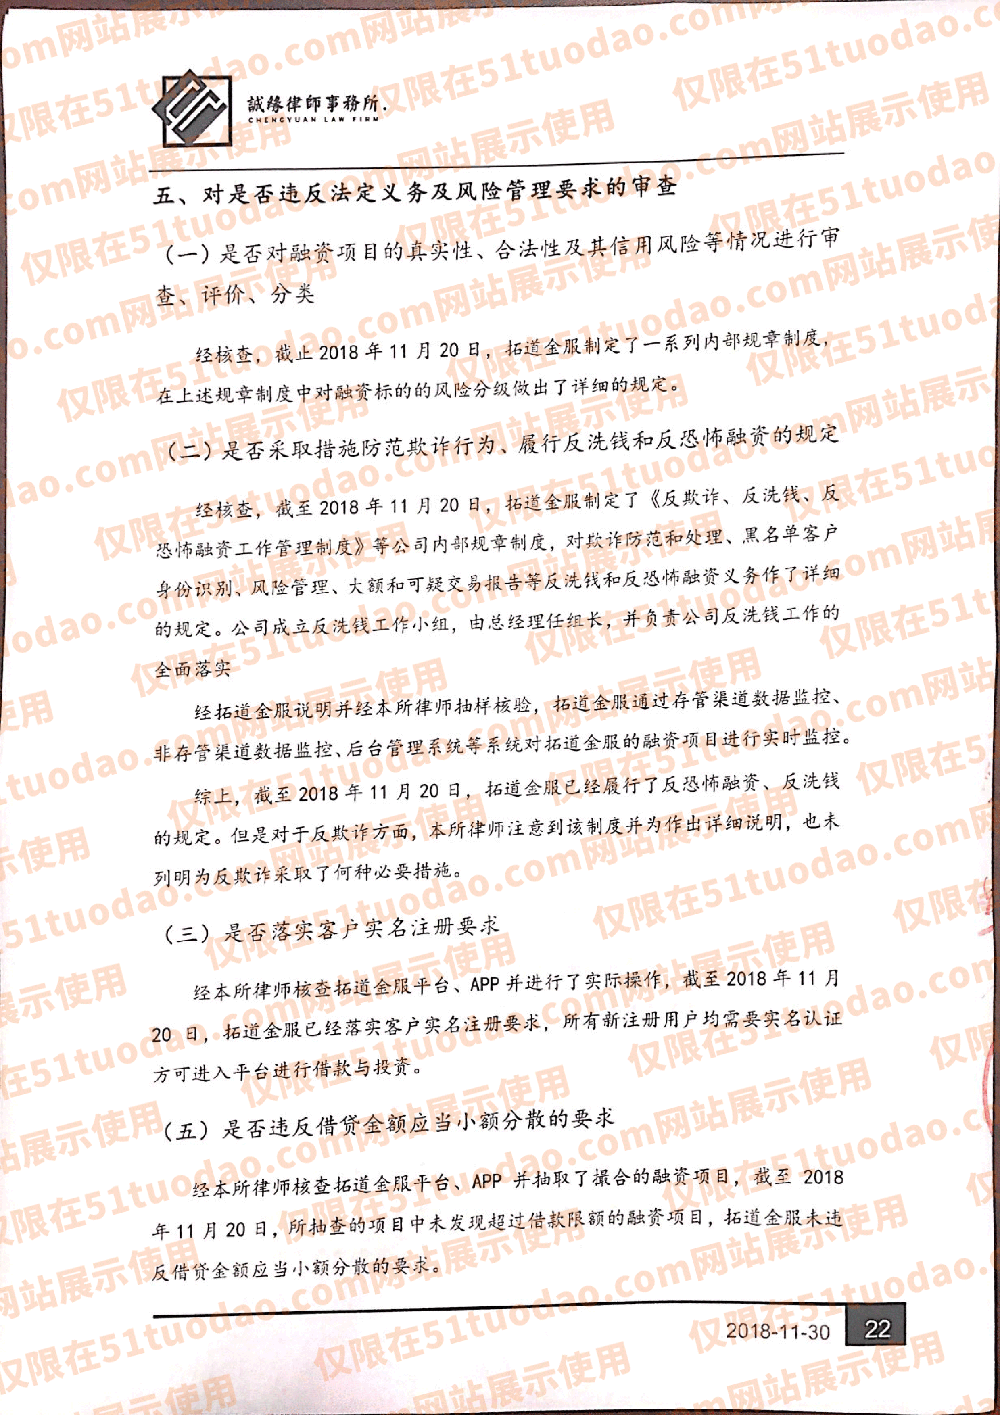 誠缘律師事務所.
CHENGYUAN LAW FIRM
五、对是否违反法定义务及风险管理要求的审查
（一）是否对融资项目的真实性、合法性及其信用风险等情况进行审
查、评价、分类
经核查，截止 2018 年 11 月 20 日，拓道金服制定了一系列内部规章制度，
在上述规章制度中对融资标的的风险分级做出了详细的规定。
（二）是否采取措施防范欺诈行为、履行反洗钱和反恐怖融资的规定
经核查，截至 2018 年 11 月 20 日，拓道金服制定了《反欺诈、反洗钱、反
恐怖融资工作管理制度》等公司内部规章制度，对欺诈防范和处理、黑名单客户
身份识别、风险管理、大额和可疑交易报告等反洗钱和反恐怖融资义务作了详细
的规定。公司成立反洗钱工作小组，由总经理任组长，并负责公司反洗钱工作的
全面落实
经拓道金服说明并经本所律师抽样核验，拓道金服通过存管渠道数据监控、
非存管渠道数据监控、后台管理系统等系统对拓道金服的融资项目进行实时监控。
综上，截至 2018 年 11 月 20 日，拓道金服已经履行了反恐怖融资、反洗钱
的规定。但是对于反欺诈方面，本所律师注意到该制度并为作出详细说明，也未
列明为反欺诈采取了何种必要措施。
（三）是否落实客户实名注册要求
经本所律师核查拓道金服平台、APP 并进行了实际操作，截至 2018 年 11 月
20 日，拓道金服已经落实客户实名注册要求，所有新注册用户均需要实名认证
方可进入平台进行借款与投资。
（五）是否违反借贷金额应当小额分散的要求
经本所律师核查拓道金服平台、APP 并抽取了撮合的融资项目，截至 2018
年 11 月 20 日，所抽查的项目中未发现超过借款限额的融资项目，拓道金服未违
反借贷金额应当小额分散的要求。
2018-11-30 22
仅限在51tuodao.com网站展示使用